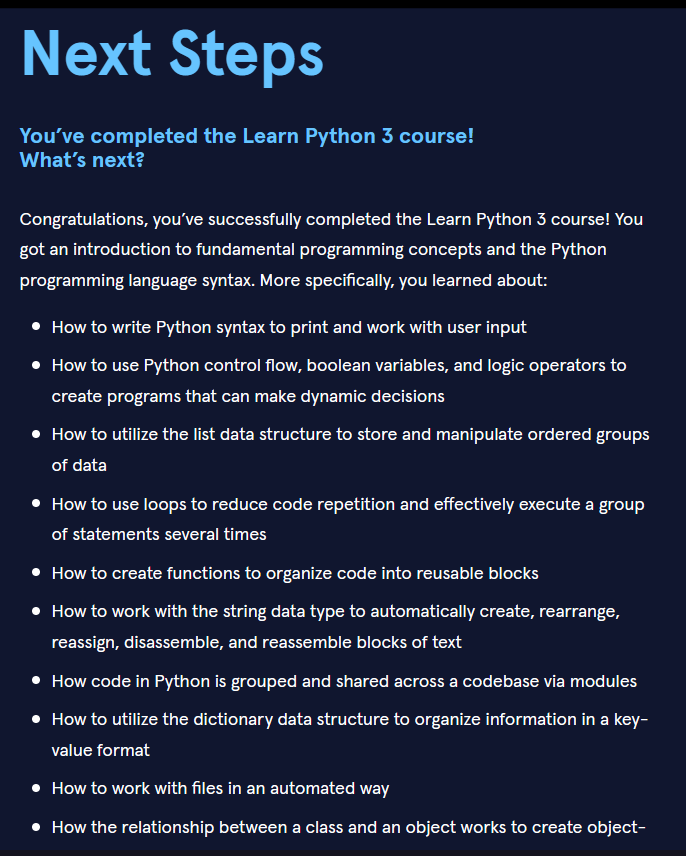 Next Steps
You’ve completed the Learn Python 3 course!
What’s next?
Congratulations, you’ve successfully completed the Learn Python 3 course! You
got an introduction to fundamental programming concepts and the Python
programming language syntax. More specifically, you learned about:
How to write Python syntax to print and work with user input
How to use Python control flow, boolean variables, and logic operators to
create programs that can make dynamic decisions
How to utilize the list data structure to store and manipulate ordered groups
of data
How to use loops to reduce code repetition and effectively execute a group
of statements several times
How to create functions to organize code into reusable blocks
How to work with the string data type to automatically create, rearrange,
reassign, disassemble, and reassemble blocks of text
How code in Python is grouped and shared across a codebase via modules
How to utilize the dictionary data structure to organize information in a key-
value format
How to work with files in an automated way
How the relationship between a class and an object works to create object-